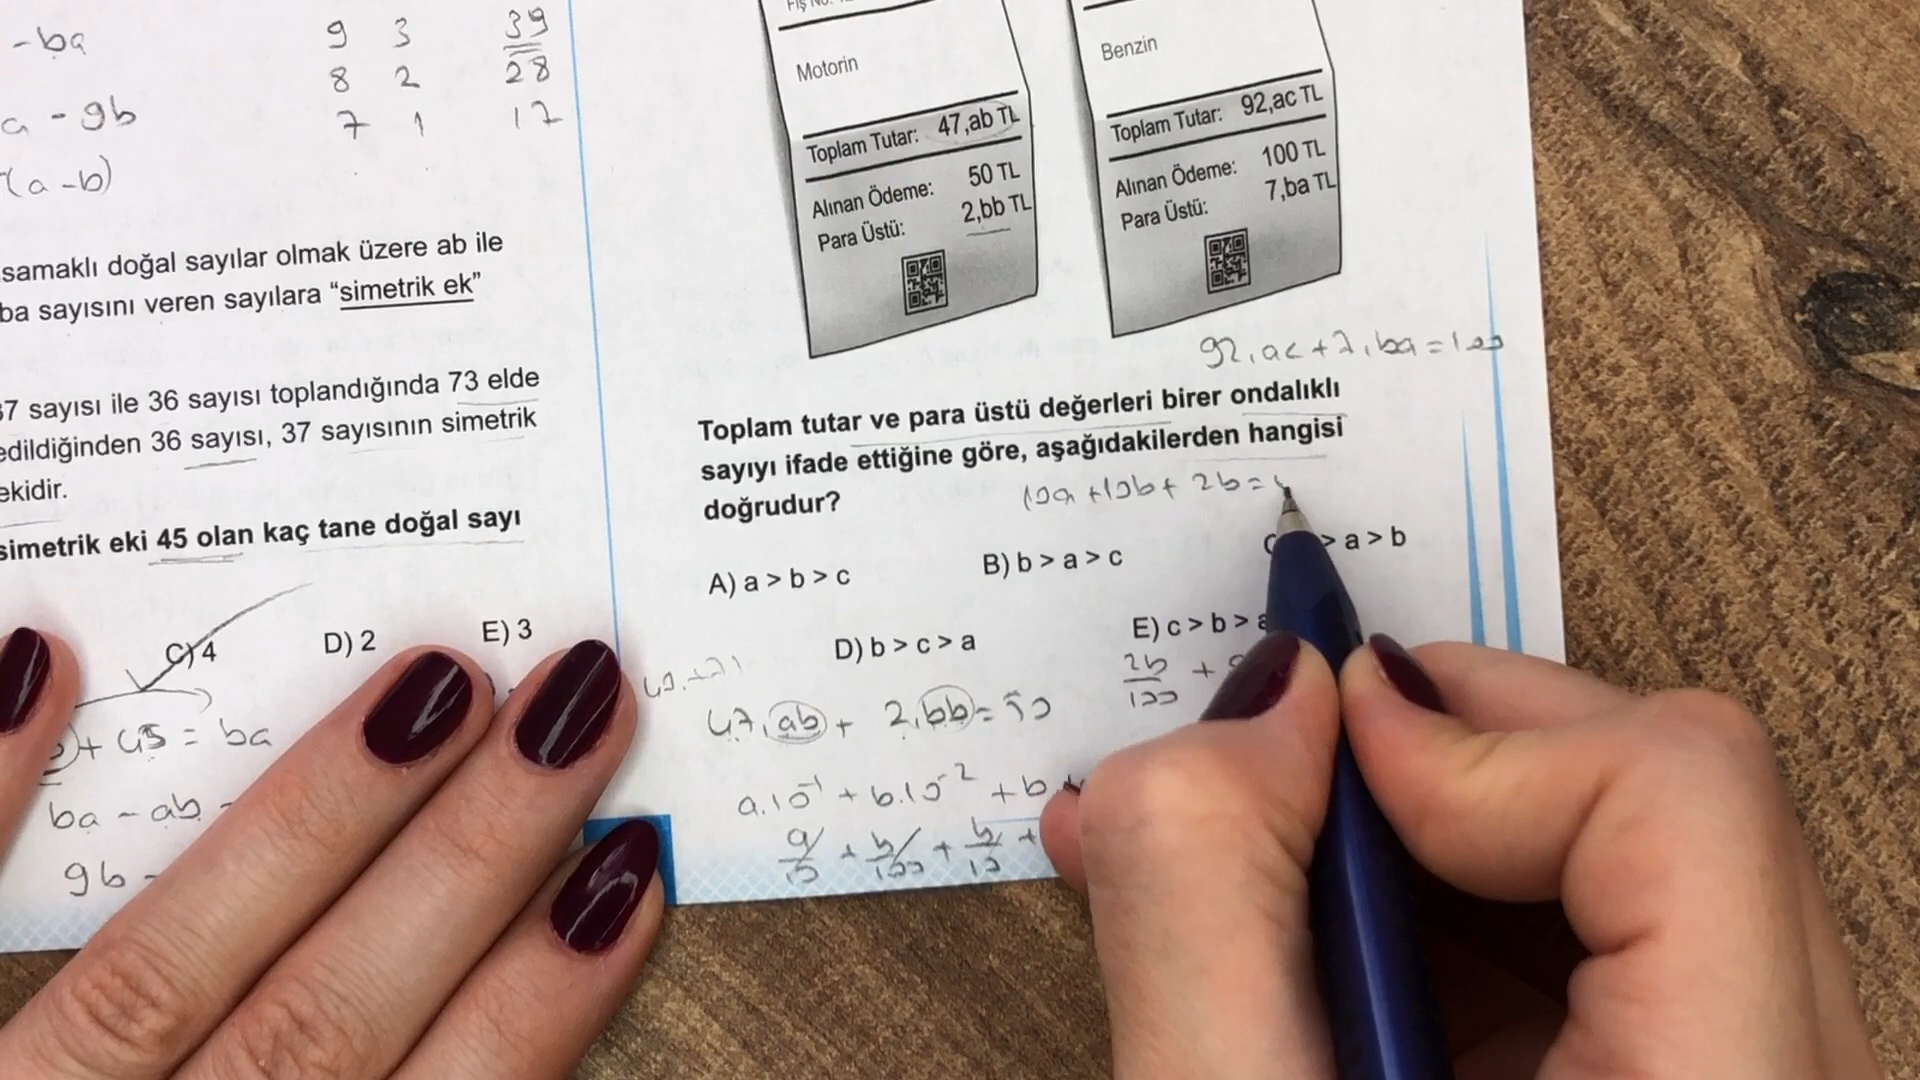 -ba
9 3 39
8 2 28
7 1 17
a - 9b
(a-b)
samaklı doğal sayılar olmak üzere ab ile
ba sayısını veren sayılara “simetrik ek”
37 sayısı ile 36 sayısı toplandığında 73 elde
edildiğinden 36 sayısı, 37 sayısının simetrik
ekidir.
simetrik eki 45 olan kaç tane doğal sayı
C) 4
D) 2
E) 3
+ 45 = ba
ba - ab
9b -
Fiş No:
Motorin
Toplam Tutar: 47,ab TL
Alınan Ödeme: 50 TL
Para Üstü: 2,bb TL
Benzin
Toplam Tutar: 92,ac TL
Alınan Ödeme: 100 TL
Para Üstü: 7,ba TL
92,ac + 7,ba = 100
Toplam tutar ve para üstü değerleri birer ondalıklı
sayıyı ifade ettiğine göre, aşağıdakilerden hangisi
doğrudur?
10a + 10b + 2b =
A) a > b > c
B) b > a > c
> a > b
D) b > c > a
E) c > b > a
2b/100 +
47,ab + 2,bb = 50
a.10⁻¹ + b.10⁻² + b
a/10 + b/100 + b/10 +